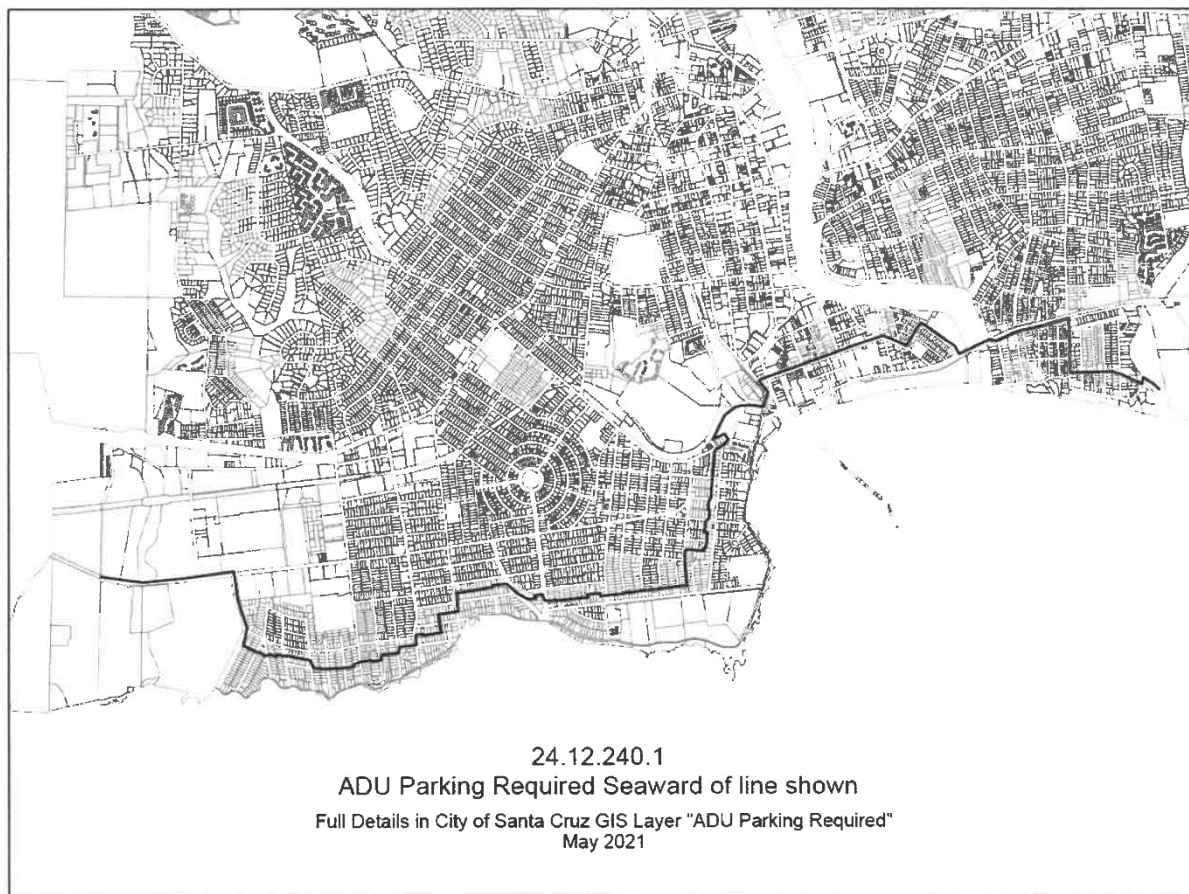 24.12.240.1
ADU Parking Required Seaward of line shown
Full Details in City of Santa Cruz GIS Layer "ADU Parking Required"
May 2021